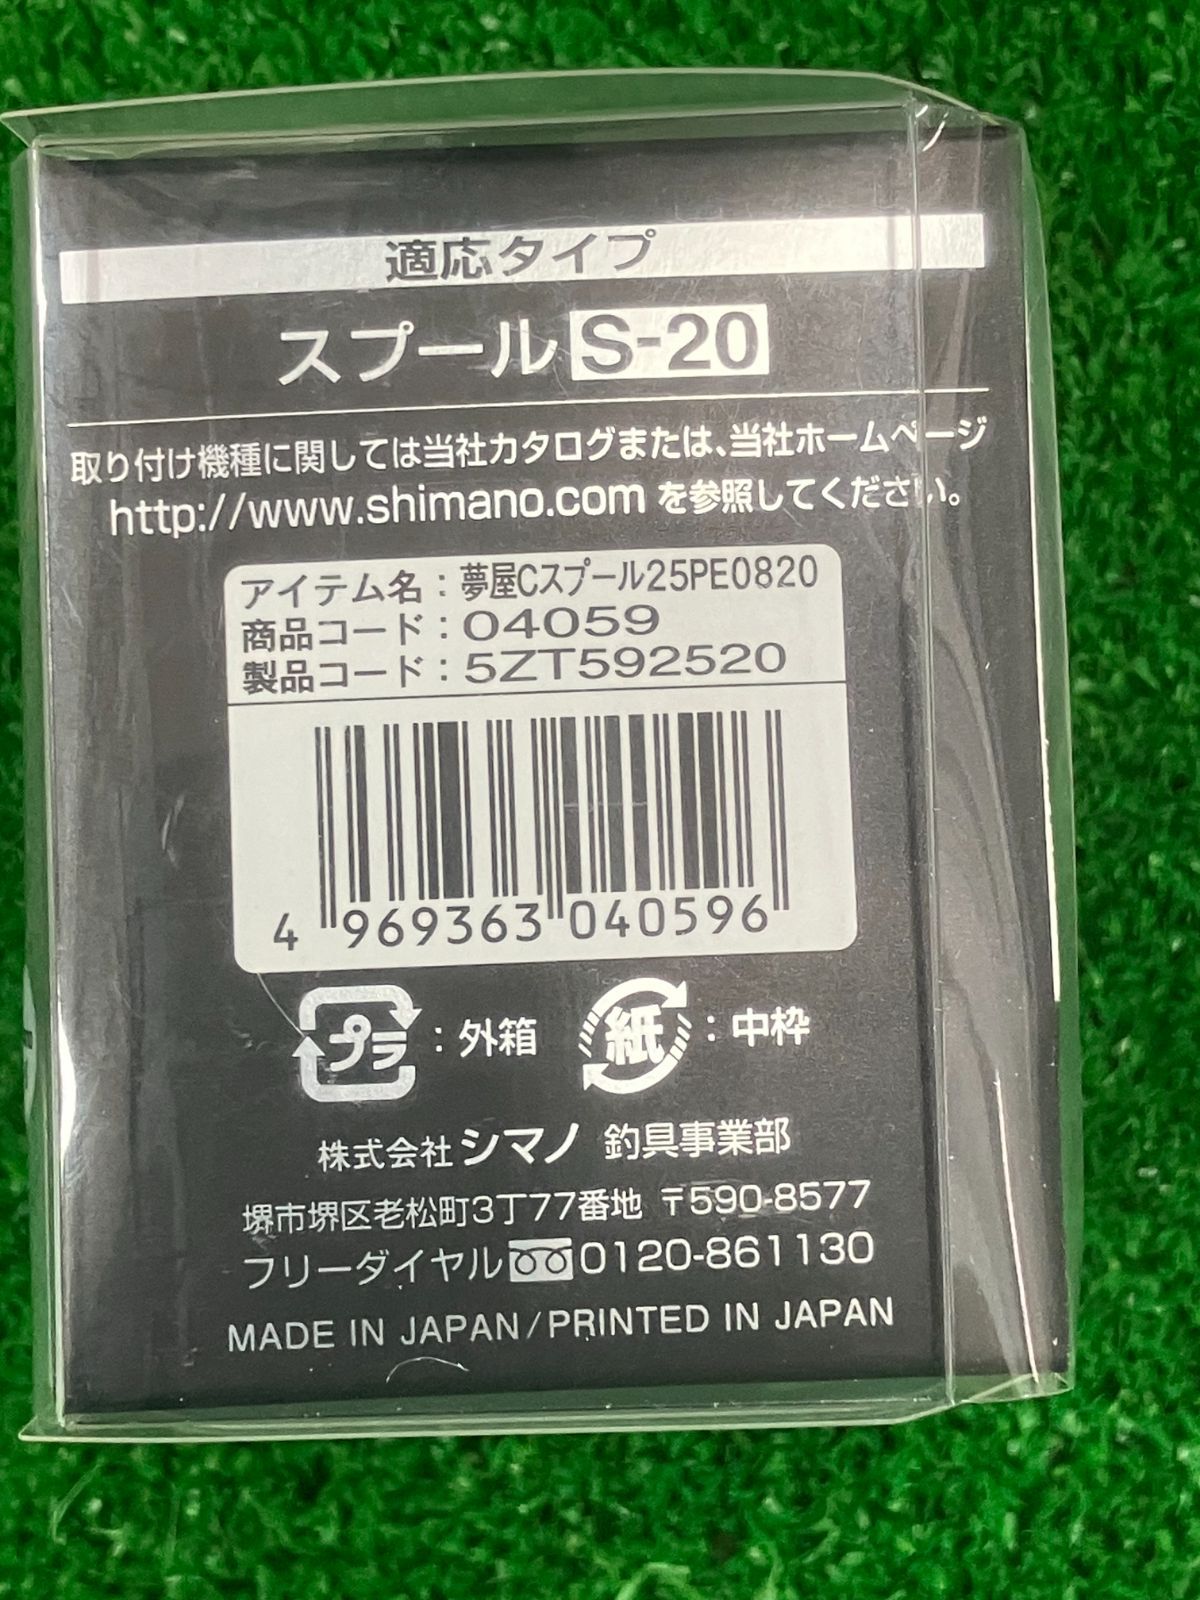 適応タイプ
スプール S-20
取り付け機種に関しては当社カタログまたは、当社ホームページ
http://www.shimano.com を参照してください。
アイテム名：夢屋Cスプール25PE0820
商品コード：04059
製品コード：5ZT592520
4 969363 040596
プラ：外箱 紙：中枠
株式会社シマノ 釣具事業部
堺市堺区老松町3丁77番地 〒590-8577
フリーダイヤル 0120-861130
MADE IN JAPAN/PRINTED IN JAPAN